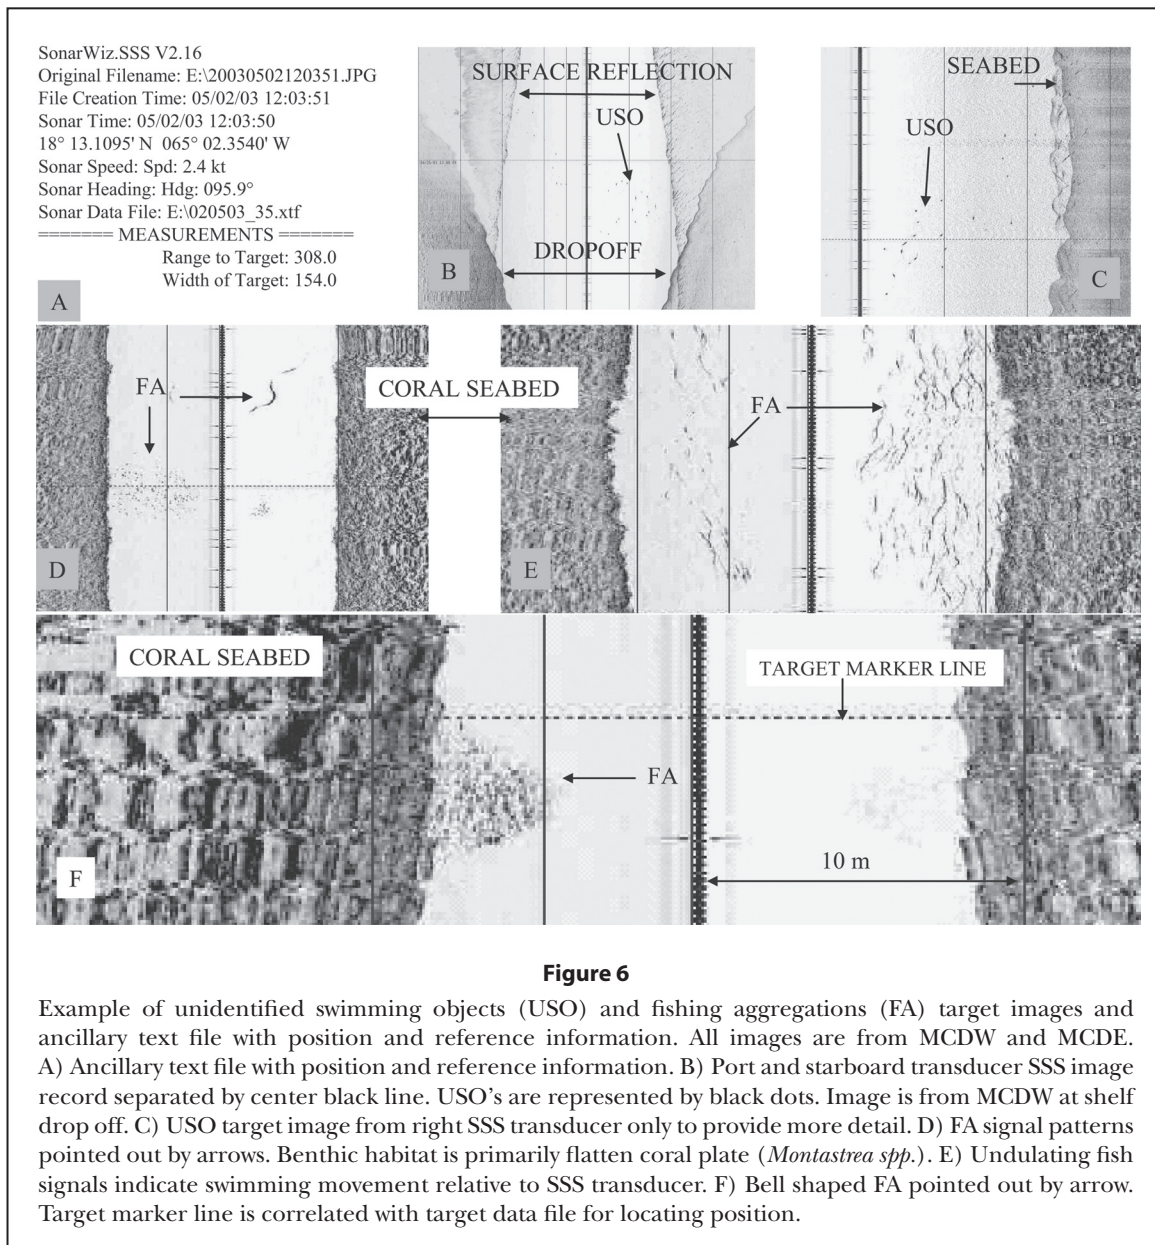 SonarWiz.SSS V2.16
Original Filename: E:\20030502120351.JPG
File Creation Time: 05/02/03 12:03:51
Sonar Time: 05/02/03 12:03:50
18° 13.1095' N  065° 02.3540' W
Sonar Speed: Spd: 2.4 kt
Sonar Heading: Hdg: 095.9°
Sonar Data File: E:\020503_35.xtf
======= MEASUREMENTS =======
Range to Target: 308.0
Width of Target: 154.0
A
SURFACE REFLECTION
USO
DROPOFF
B
SEABED
USO
C
FA
D
CORAL SEABED
FA
E
CORAL SEABED
TARGET MARKER LINE
FA
10 m
F
Figure 6
Example of unidentified swimming objects (USO) and fishing aggregations (FA) target images and
ancillary text file with position and reference information. All images are from MCDW and MCDE.
A) Ancillary text file with position and reference information. B) Port and starboard transducer SSS image
record separated by center black line. USO's are represented by black dots. Image is from MCDW at shelf
drop off. C) USO target image from right SSS transducer only to provide more detail. D) FA signal patterns
pointed out by arrows. Benthic habitat is primarily flatten coral plate (Montastrea spp.). E) Undulating fish
signals indicate swimming movement relative to SSS transducer. F) Bell shaped FA pointed out by arrow.
Target marker line is correlated with target data file for locating position.